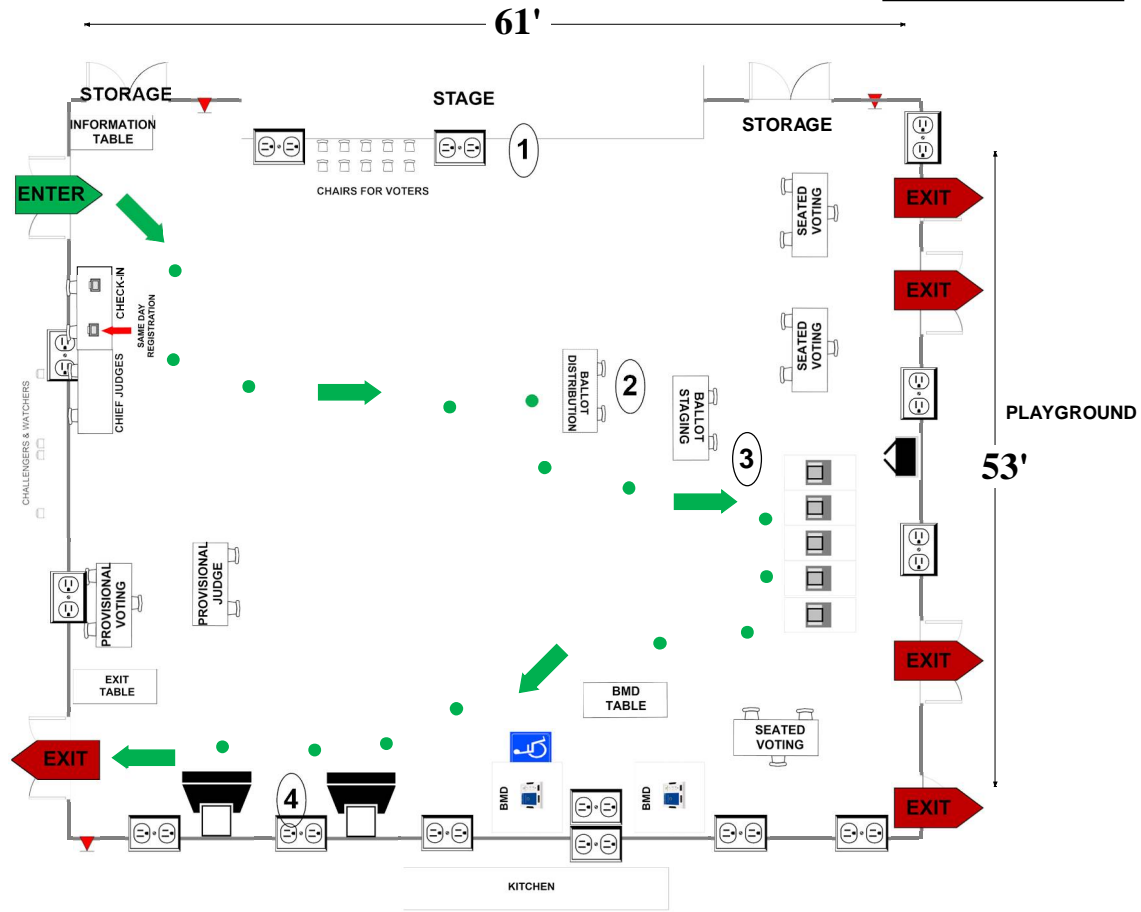 61'
STORAGE
STAGE
STORAGE
INFORMATION
TABLE
1
CHAIRS FOR VOTERS
ENTER
EXIT
SEATED
VOTING
EXIT
CHECK-IN
SAME DAY
REGISTRATION
SEATED
VOTING
CHIEF JUDGES
BALLOT
DISTRIBUTION
2
BALLOT
STAGING
PLAYGROUND
CHALLENGERS & WATCHERS
3
53'
PROVISIONAL
VOTING
PROVISIONAL
JUDGE
EXIT
EXIT
TABLE
BMD
TABLE
SEATED
VOTING
EXIT
4
BMD
BMD
EXIT
KITCHEN